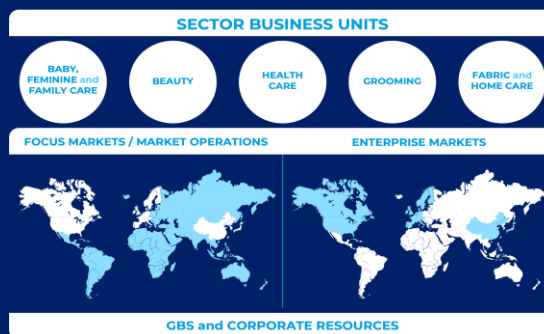 SECTOR BUSINESS UNITS
BABY,
FEMININE and
FAMILY CARE
BEAUTY
HEALTH
CARE
GROOMING
FABRIC and
HOME CARE
FOCUS MARKETS / MARKET OPERATIONS
ENTERPRISE MARKETS
GBS and CORPORATE RESOURCES